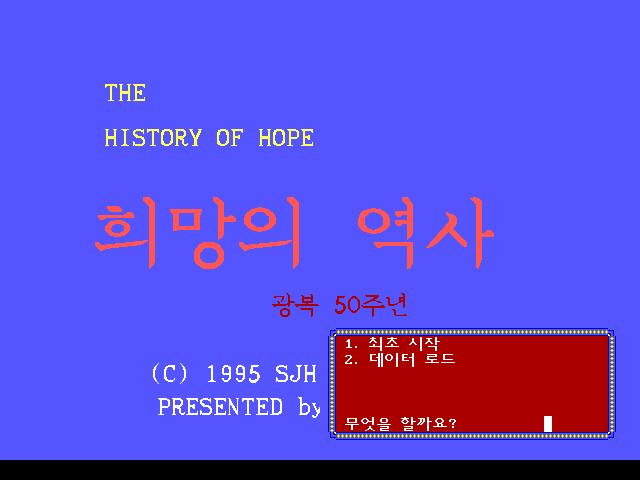 THE
HISTORY OF HOPE
희망의 역사
광복 50주년
(C) 1995 SJH
PRESENTED by
1. 최초 시작
2. 데이터 로드
무엇을 할까요?